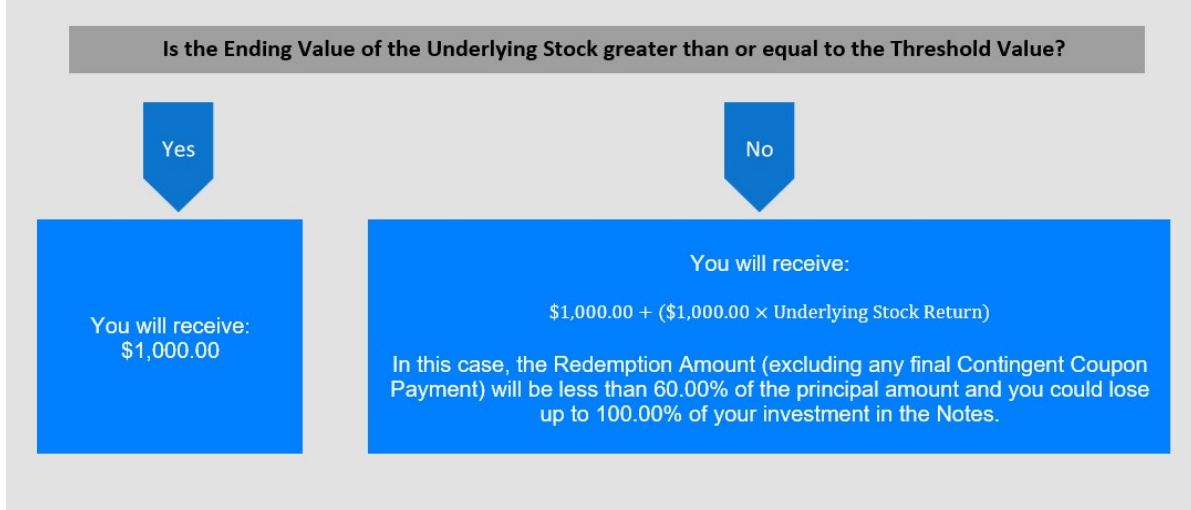 Is the Ending Value of the Underlying Stock greater than or equal to the Threshold Value?
Yes
No
You will receive:
$1,000.00
You will receive:
$1,000.00 + ($1,000.00 × Underlying Stock Return)
In this case, the Redemption Amount (excluding any final Contingent Coupon
Payment) will be less than 60.00% of the principal amount and you could lose
up to 100.00% of your investment in the Notes.